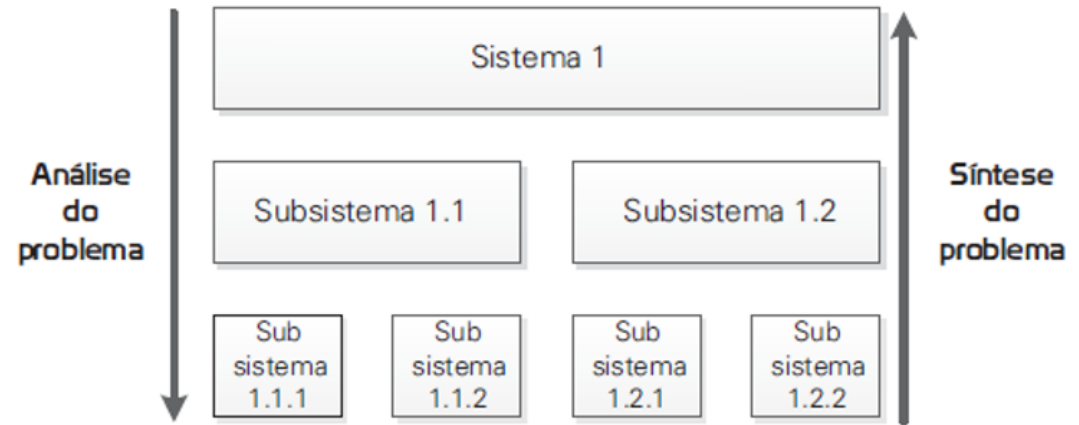 Sistema 1
Análise
do
problema
Subsistema 1.1
Subsistema 1.2
Síntese
do
problema
Sub
sistema
1.1.1
Sub
sistema
1.1.2
Sub
sistema
1.2.1
Sub
sistema
1.2.2